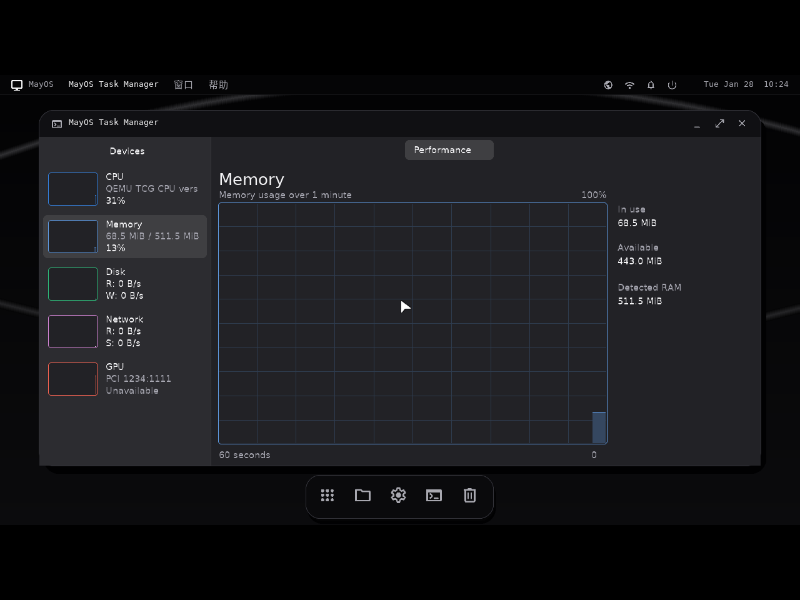 MayOS MayOS Task Manager 窗口 帮助 Tue Jan 28 10:24
MayOS Task Manager
Devices
Performance
CPU
QEMU TCG CPU vers
31%
Memory
68.5 MiB / 511.5 MiB
13%
Disk
R: 0 B/s
W: 0 B/s
Network
R: 0 B/s
S: 0 B/s
GPU
PCI 1234:1111
Unavailable
Memory
Memory usage over 1 minute 100%
60 seconds 0
In use
68.5 MiB
Available
443.0 MiB
Detected RAM
511.5 MiB